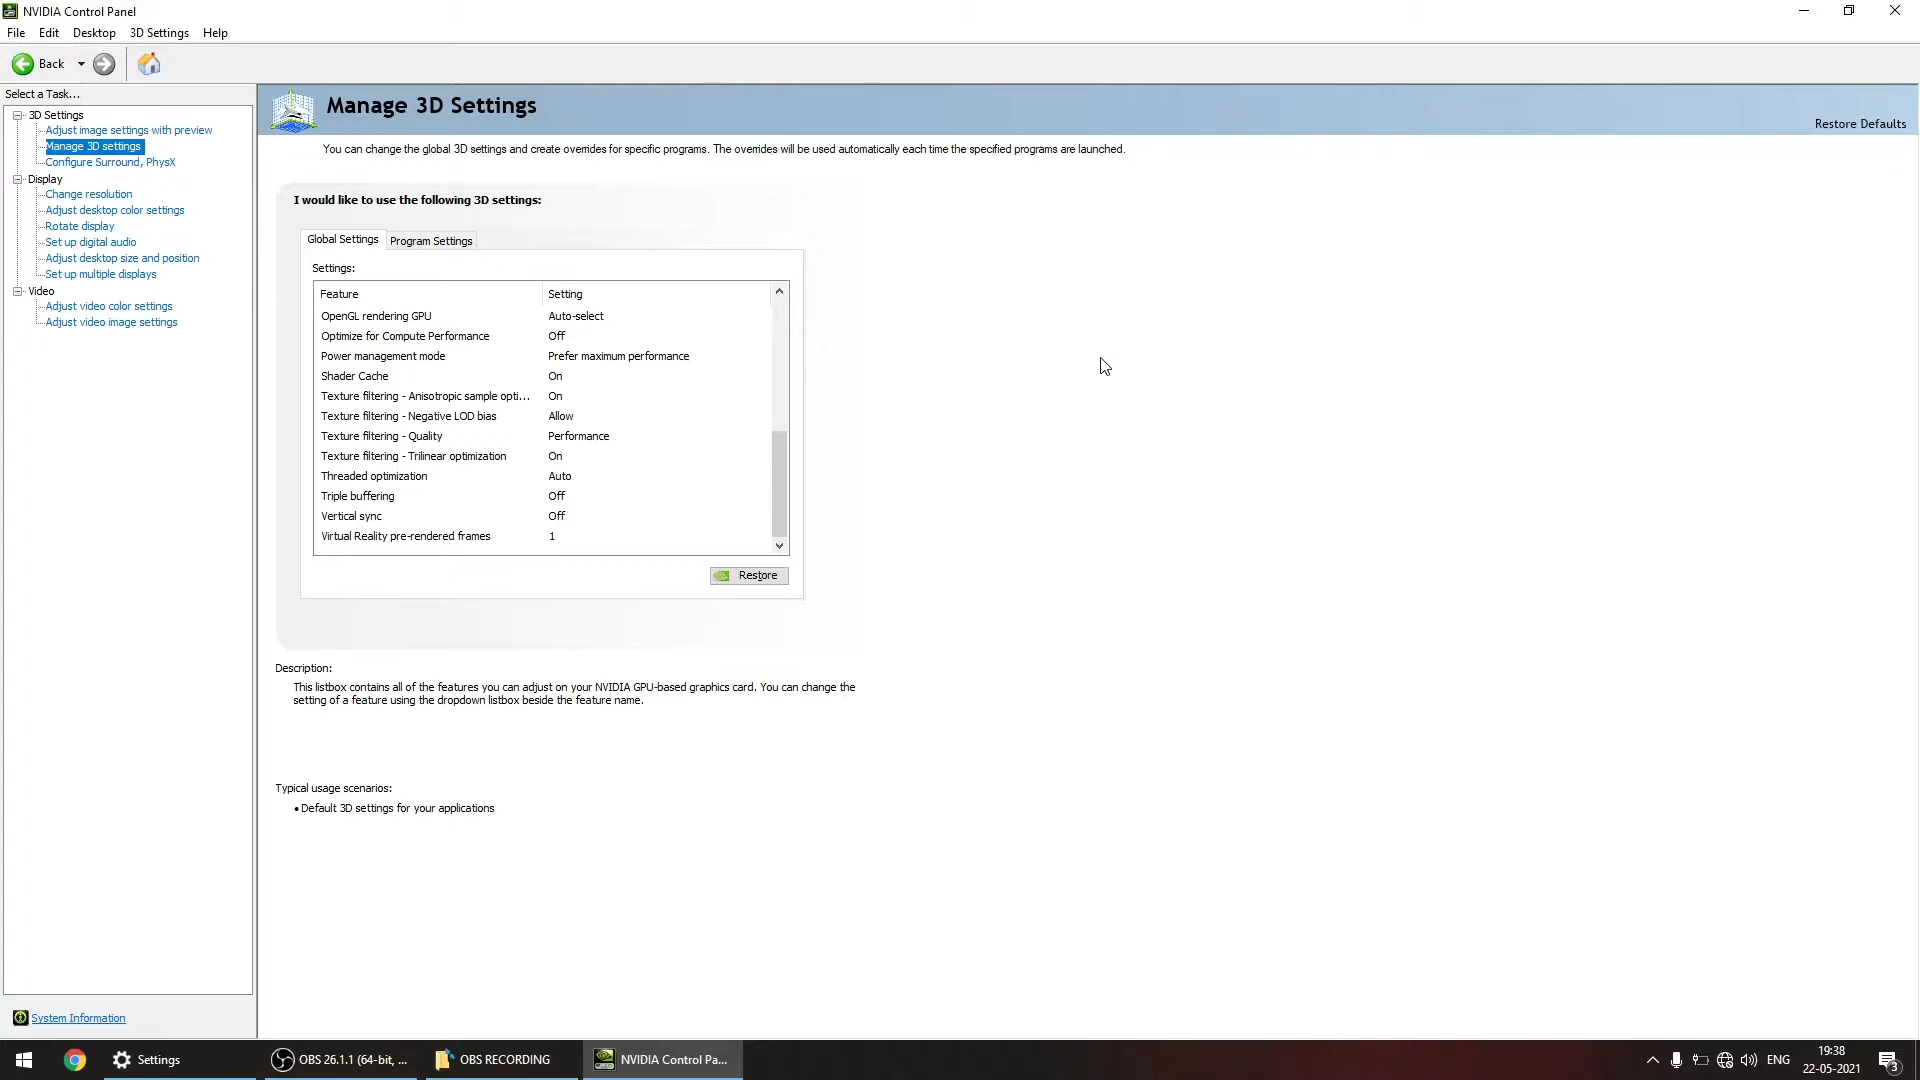 NVIDIA Control Panel
File Edit Desktop 3D Settings Help
Back
Select a Task...
3D Settings
Adjust image settings with preview
Manage 3D settings
Configure Surround, PhysX
Display
Change resolution
Adjust desktop color settings
Rotate display
Set up digital audio
Adjust desktop size and position
Set up multiple displays
Video
Adjust video color settings
Adjust video image settings
System Information
Manage 3D Settings
Restore Defaults
You can change the global 3D settings and create overrides for specific programs. The overrides will be used automatically each time the specified programs are launched.
I would like to use the following 3D settings:
Global Settings Program Settings
Settings:
Feature Setting
OpenGL rendering GPU Auto-select
Optimize for Compute Performance Off
Power management mode Prefer maximum performance
Shader Cache On
Texture filtering - Anisotropic sample opti... On
Texture filtering - Negative LOD bias Allow
Texture filtering - Quality Performance
Texture filtering - Trilinear optimization On
Threaded optimization Auto
Triple buffering Off
Vertical sync Off
Virtual Reality pre-rendered frames 1
Restore
Description:
This listbox contains all of the features you can adjust on your NVIDIA GPU-based graphics card. You can change the
setting of a feature using the dropdown listbox beside the feature name.
Typical usage scenarios:
• Default 3D settings for your applications
Settings OBS 26.1.1 (64-bit, ... OBS RECORDING NVIDIA Control Pa... ENG
19:38
22-05-2021
3